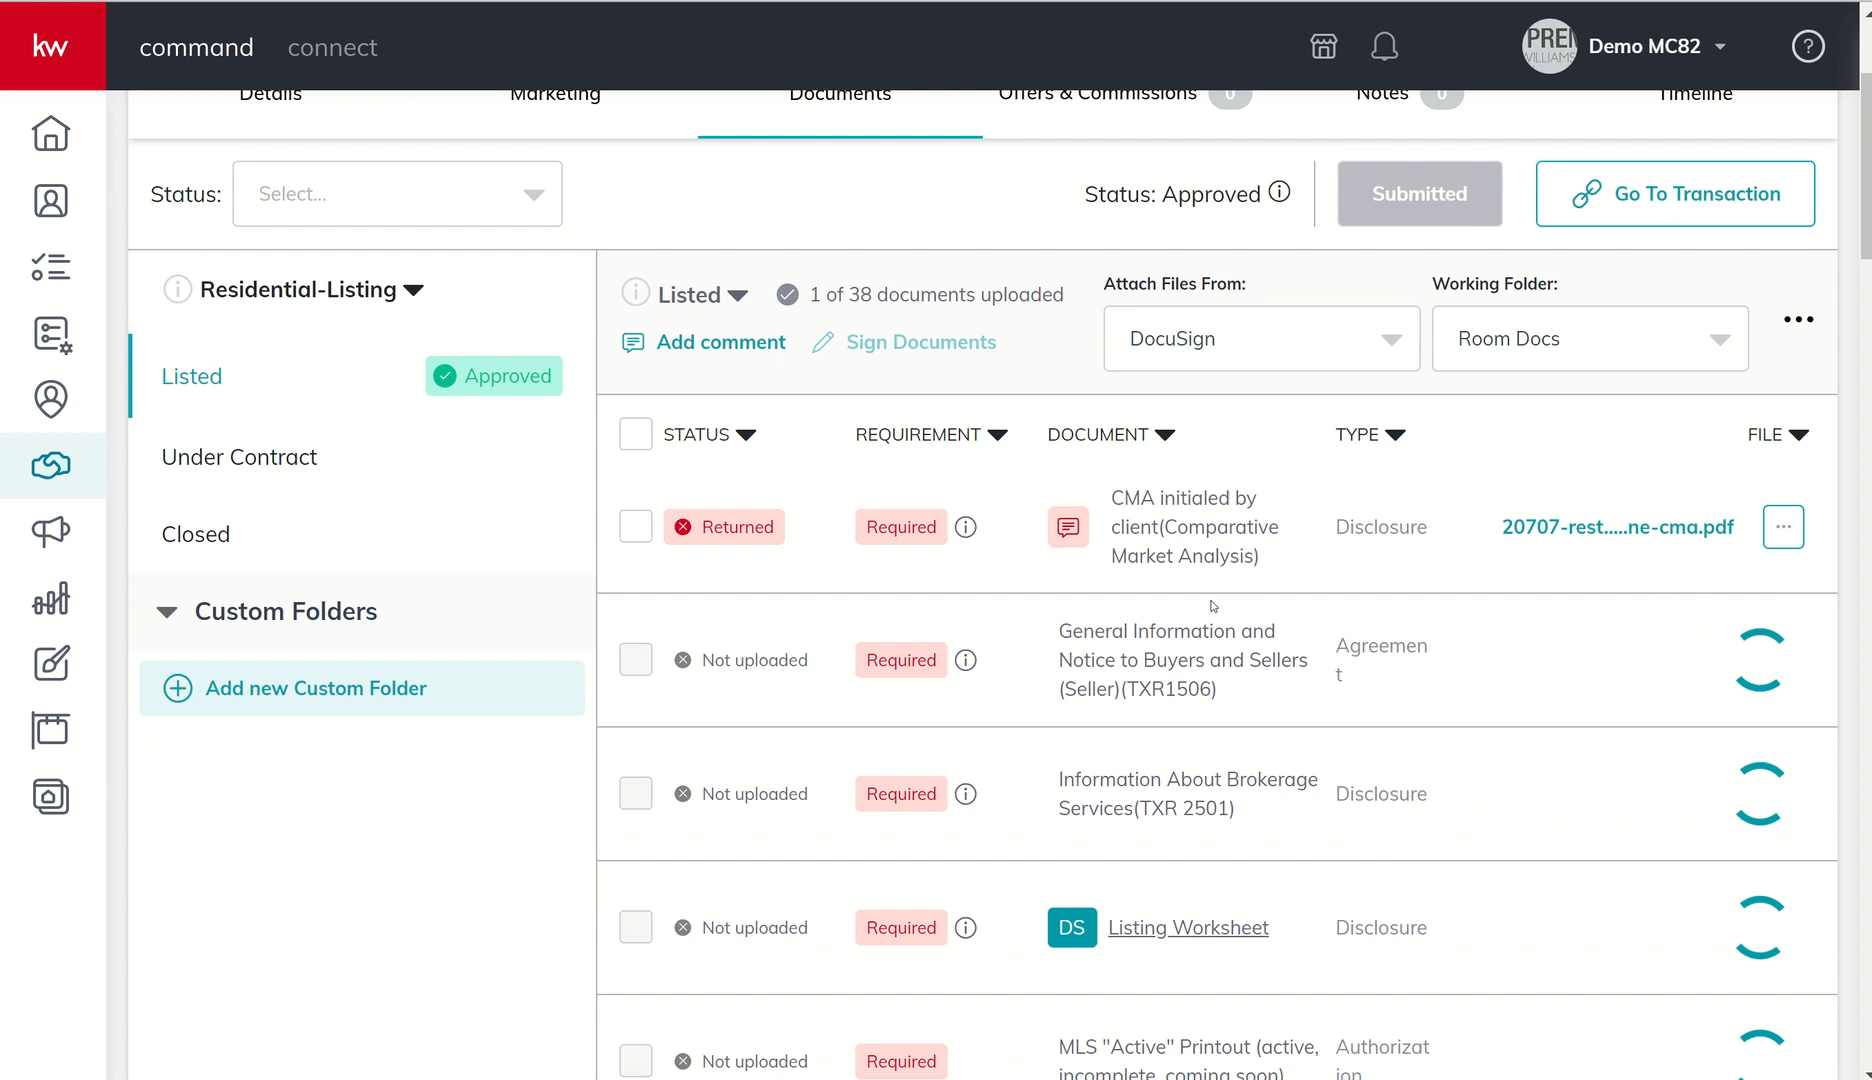 kw
command connect
PREI
VILLIAMS
Demo MC82
?
Details Marketing Documents Offers & Commissions 0 Notes 0 Timeline
Status: Select... Status: Approved Submitted Go To Transaction
Residential-Listing
Listed Approved
Under Contract
Closed
Custom Folders
Add new Custom Folder
Listed 1 of 38 documents uploaded
Add comment Sign Documents
Attach Files From:
DocuSign
Working Folder:
Room Docs
STATUS REQUIREMENT DOCUMENT TYPE FILE
Returned Required
CMA initialed by
client(Comparative
Market Analysis)
Disclosure 20707-rest.....ne-cma.pdf
Not uploaded Required
General Information and
Notice to Buyers and Sellers
(Seller)(TXR1506)
Agreemen
t
Not uploaded Required
Information About Brokerage
Services(TXR 2501)
Disclosure
Not uploaded Required DS Listing Worksheet Disclosure
Not uploaded Required
MLS "Active" Printout (active,
incomplete, coming soon)
Authorizat
ion